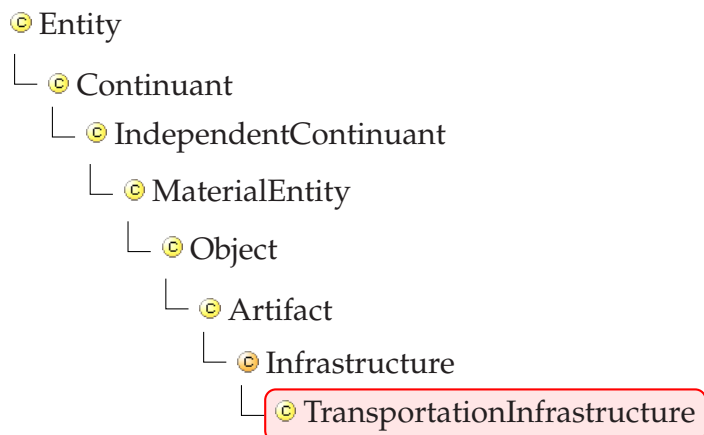 C Entity
C Continuant
C IndependentContinuant
C MaterialEntity
C Object
C Artifact
C Infrastructure
C TransportationInfrastructure